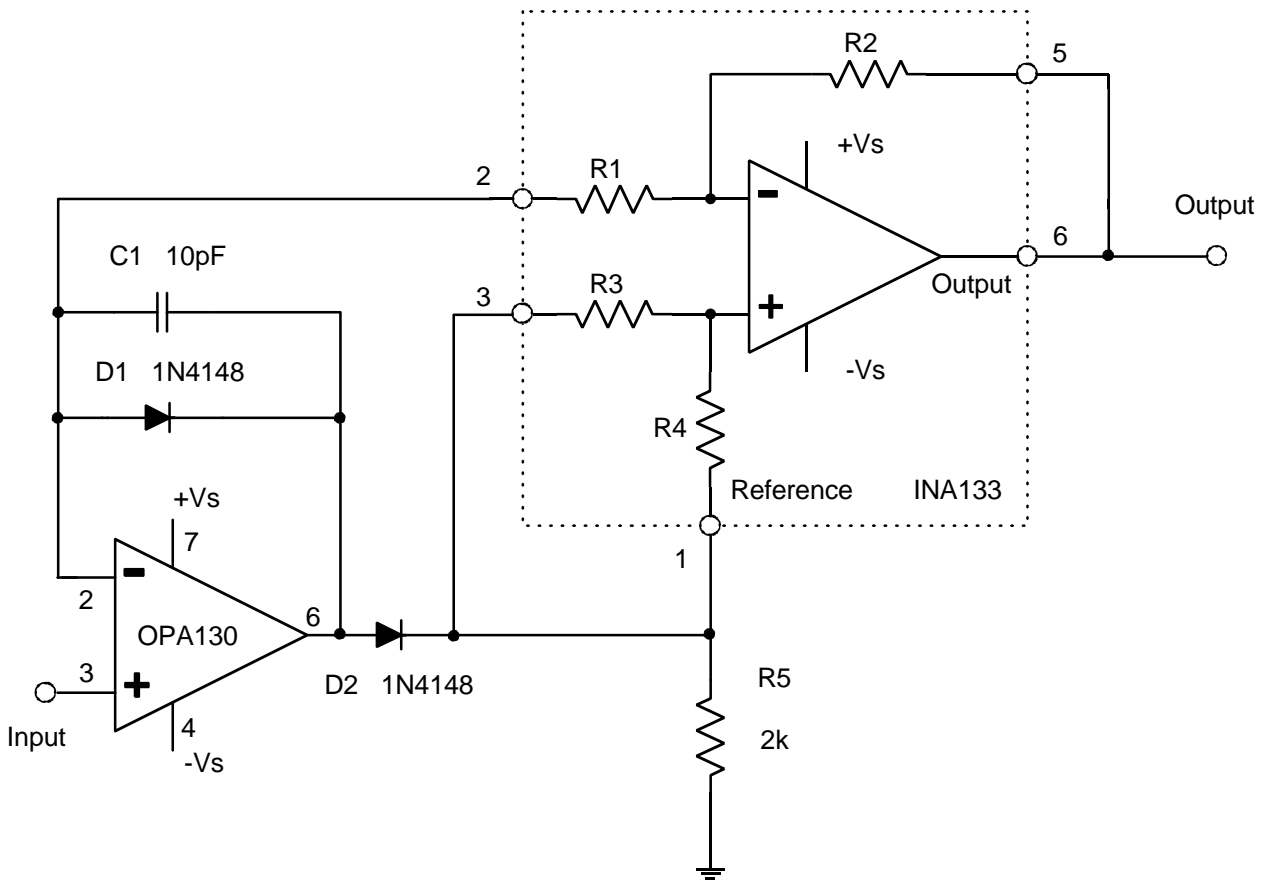 R2
5
+Vs
R1
2
Output
C1 10pF
6
R3
3
Output
D1 1N4148
-Vs
R4
+Vs
Reference INA133
7
1
2
6
OPA130
3
D2 1N4148
R5
4
Input
2k
-Vs